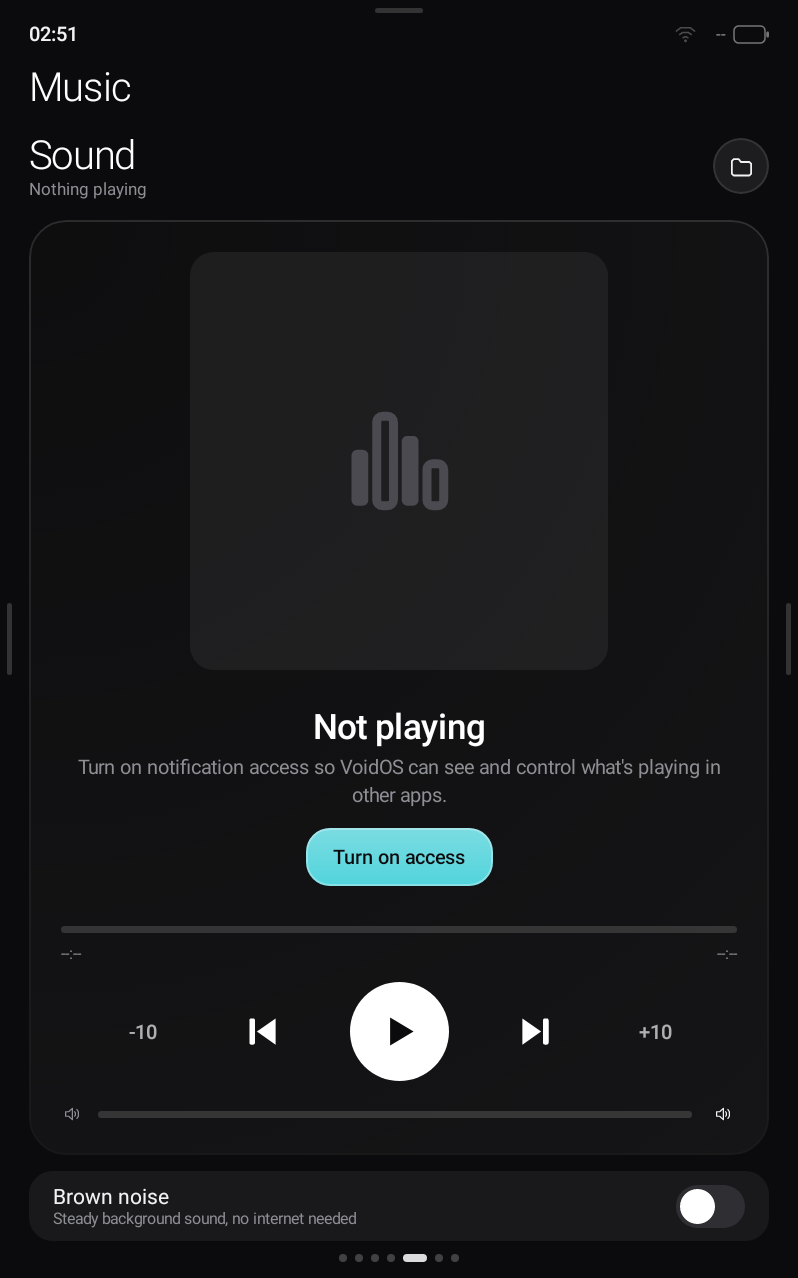 02:51
--
Music
Sound
Nothing playing
Not playing
Turn on notification access so VoidOS can see and control what's playing in
other apps.
Turn on access
--:--
--:--
-10
+10
Brown noise
Steady background sound, no internet needed